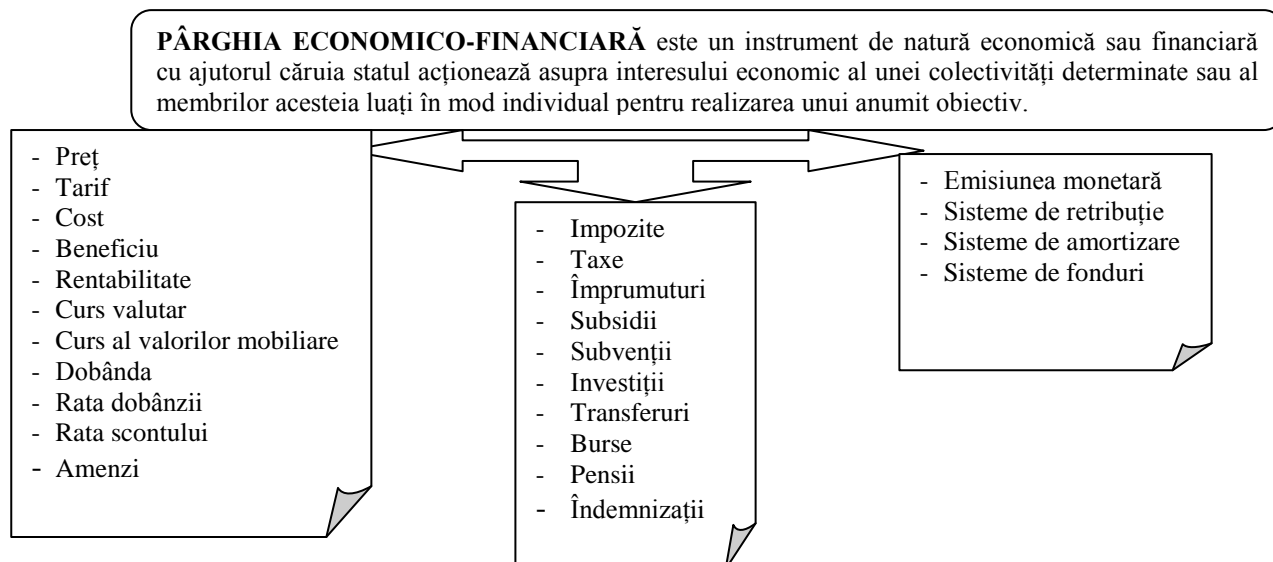 PÂRGHIA ECONOMICO-FINANCIARĂ este un instrument de natură economică sau financiară
cu ajutorul căruia statul acționează asupra interesului economic al unei colectivități determinate sau al
membrilor acesteia luați în mod individual pentru realizarea unui anumit obiectiv.
- Preț
- Tarif
- Cost
- Beneficiu
- Rentabilitate
- Curs valutar
- Curs al valorilor mobiliare
- Dobânda
- Rata dobânzii
- Rata scontului
- Amenzi
- Impozite
- Taxe
- Împrumuturi
- Subsidii
- Subvenții
- Investiții
- Transferuri
- Burse
- Pensii
- Îndemnizații
- Emisiunea monetară
- Sisteme de retribuție
- Sisteme de amortizare
- Sisteme de fonduri